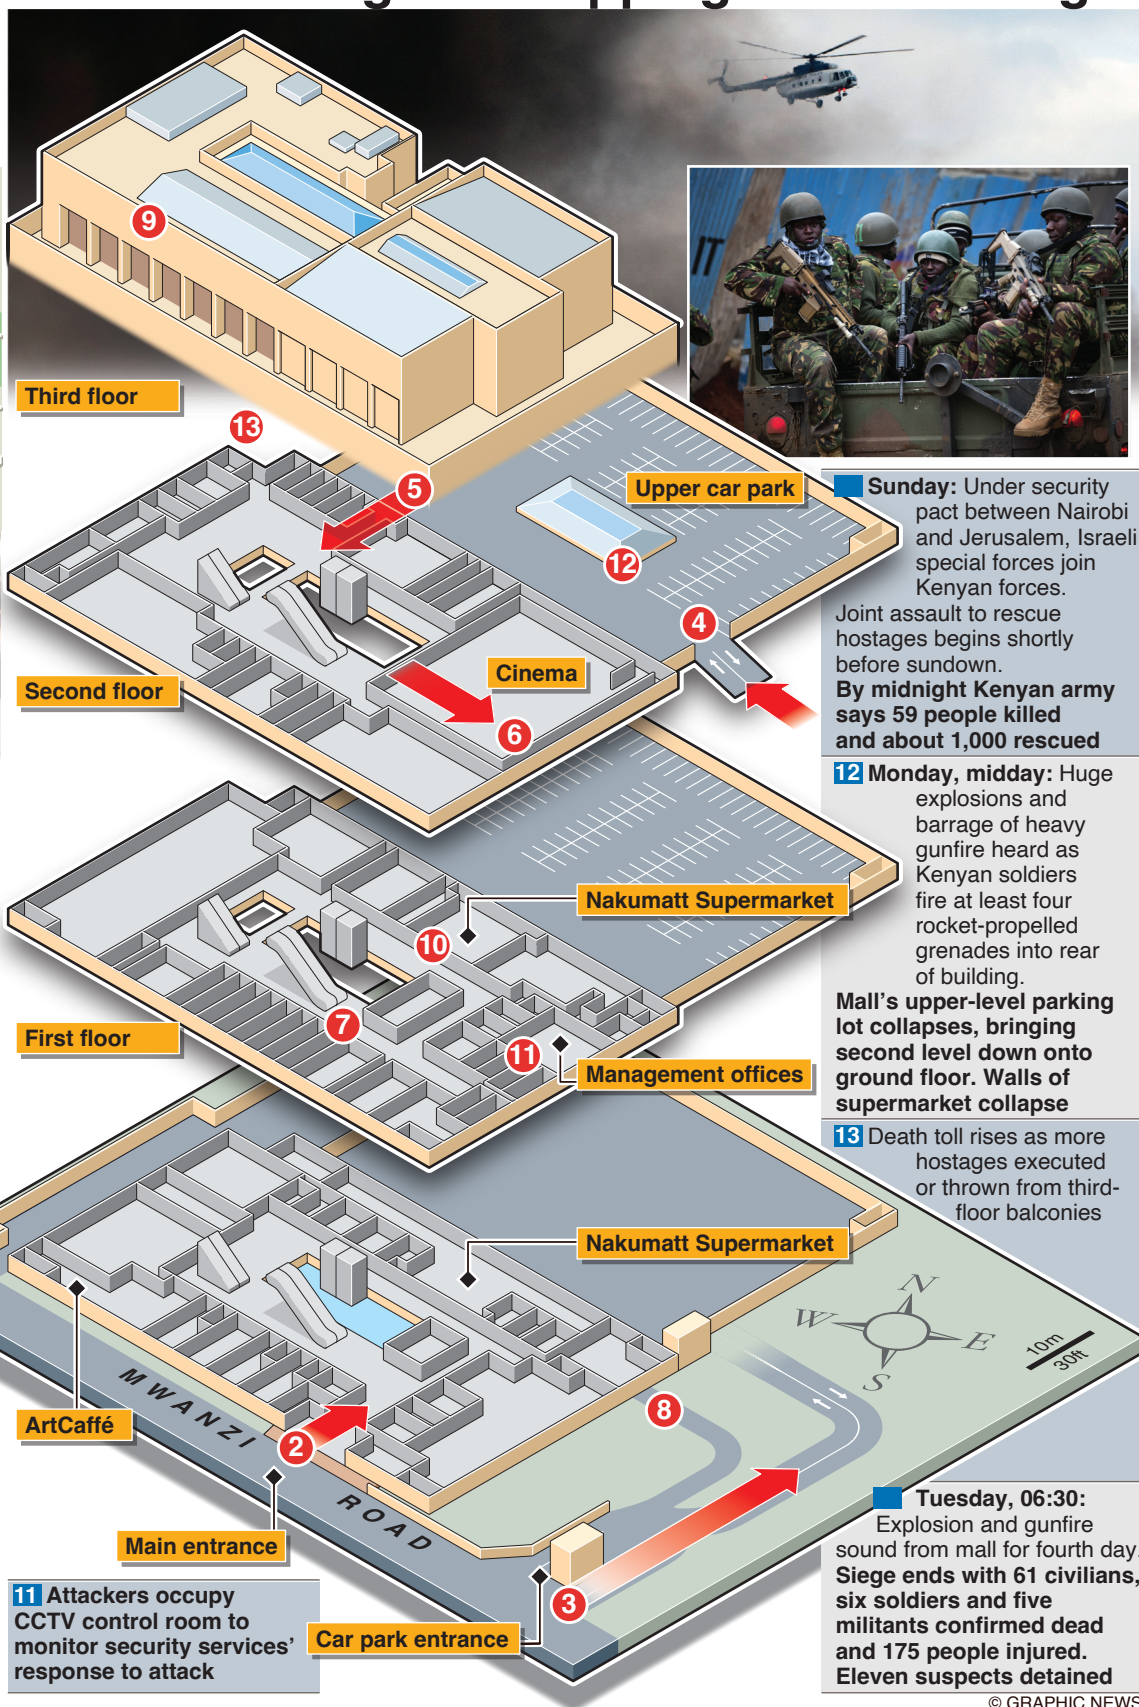 9
Third floor
13
5
Upper car park
12
4
Cinema
Second floor
6
Nakumatt Supermarket
10
7
First floor
11
Management offices
Nakumatt Supermarket
N
W
E
S
10m
30ft
ArtCaffé
2
8
MWANZI ROAD
Main entrance
3
Car park entrance
11 Attackers occupy
CCTV control room to
monitor security services'
response to attack
Sunday: Under security
pact between Nairobi
and Jerusalem, Israeli
special forces join
Kenyan forces.
Joint assault to rescue
hostages begins shortly
before sundown.
By midnight Kenyan army
says 59 people killed
and about 1,000 rescued
12 Monday, midday: Huge
explosions and
barrage of heavy
gunfire heard as
Kenyan soldiers
fire at least four
rocket-propelled
grenades into rear
of building.
Mall's upper-level parking
lot collapses, bringing
second level down onto
ground floor. Walls of
supermarket collapse
13 Death toll rises as more
hostages executed
or thrown from third-
floor balconies
Tuesday, 06:30:
Explosion and gunfire
sound from mall for fourth day.
Siege ends with 61 civilians,
six soldiers and five
militants confirmed dead
and 175 people injured.
Eleven suspects detained
© GRAPHIC NEWS